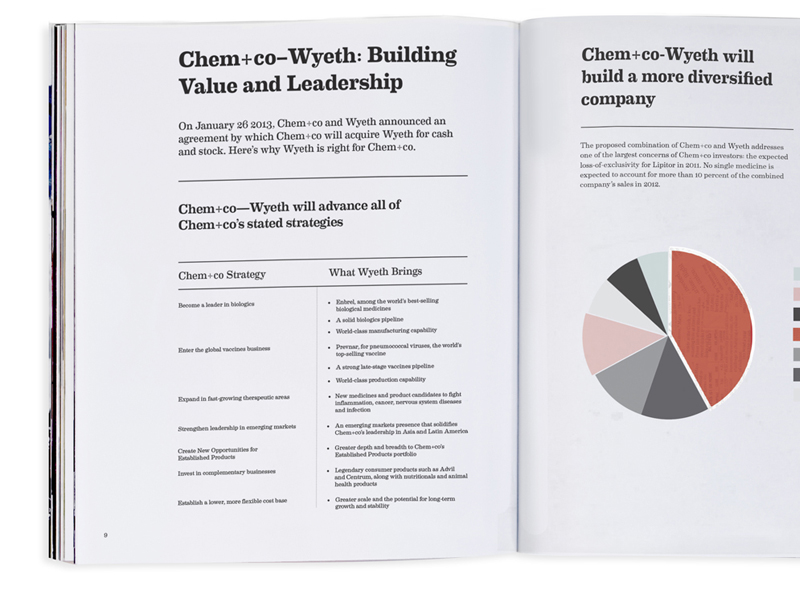 Chem+co–Wyeth: Building
Value and Leadership
On January 26 2013, Chem+co and Wyeth announced an
agreement by which Chem+co will acquire Wyeth for cash
and stock. Here's why Wyeth is right for Chem+co.
Chem+co—Wyeth will advance all of
Chem+co's stated strategies
Chem+co Strategy
What Wyeth Brings
Become a leader in biologics
• Enbrel, among the world's best-selling
biological medicines
• A solid biologics pipeline
• World-class manufacturing capability
Enter the global vaccines business
• Prevnar, for pneumococcal viruses, the world's
top-selling vaccine
• A strong late-stage vaccines pipeline
• World-class production capability
Expand in fast-growing therapeutic areas
• New medicines and product candidates to fight
inflammation, cancer, nervous system diseases
and infection
Strengthen leadership in emerging markets
• An emerging markets presence that solidifies
Chem+co's leadership in Asia and Latin America
Create New Opportunities for
Established Products
• Greater depth and breadth to Chem+co's
Established Products portfolio
Invest in complementary businesses
• Legendary consumer products such as Advil
and Centrum, along with nutritionals and animal
health products
Establish a lower, more flexible cost base
• Greater scale and the potential for long-term
growth and stability
9
Chem+co-Wyeth will
build a more diversified
company
The proposed combination of Chem+co and Wyeth addresses
one of the largest concerns of Chem+co investors: the expected
loss-of-exclusivity for Lipitor in 2011. No single medicine is
expected to account for more than 10 percent of the combined
company's sales in 2012.